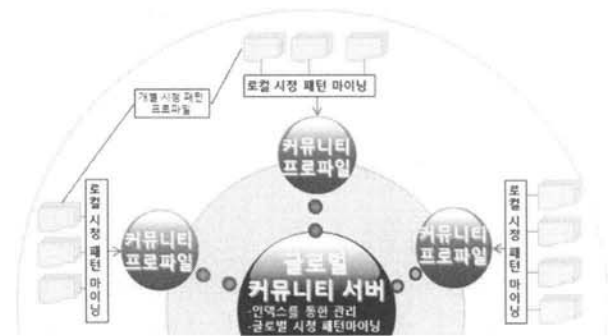 로컬 시청 패턴 마이닝
개별 시청 패턴
프로파일
커뮤니티
프로파일
로컬 시청 패턴 마이닝
커뮤니티
프로파일
로컬 시청 패턴 마이닝
커뮤니티
프로파일
글로벌
커뮤니티 서버
-인덱스를 통한 관리
-글로벌 시청 패턴마이닝